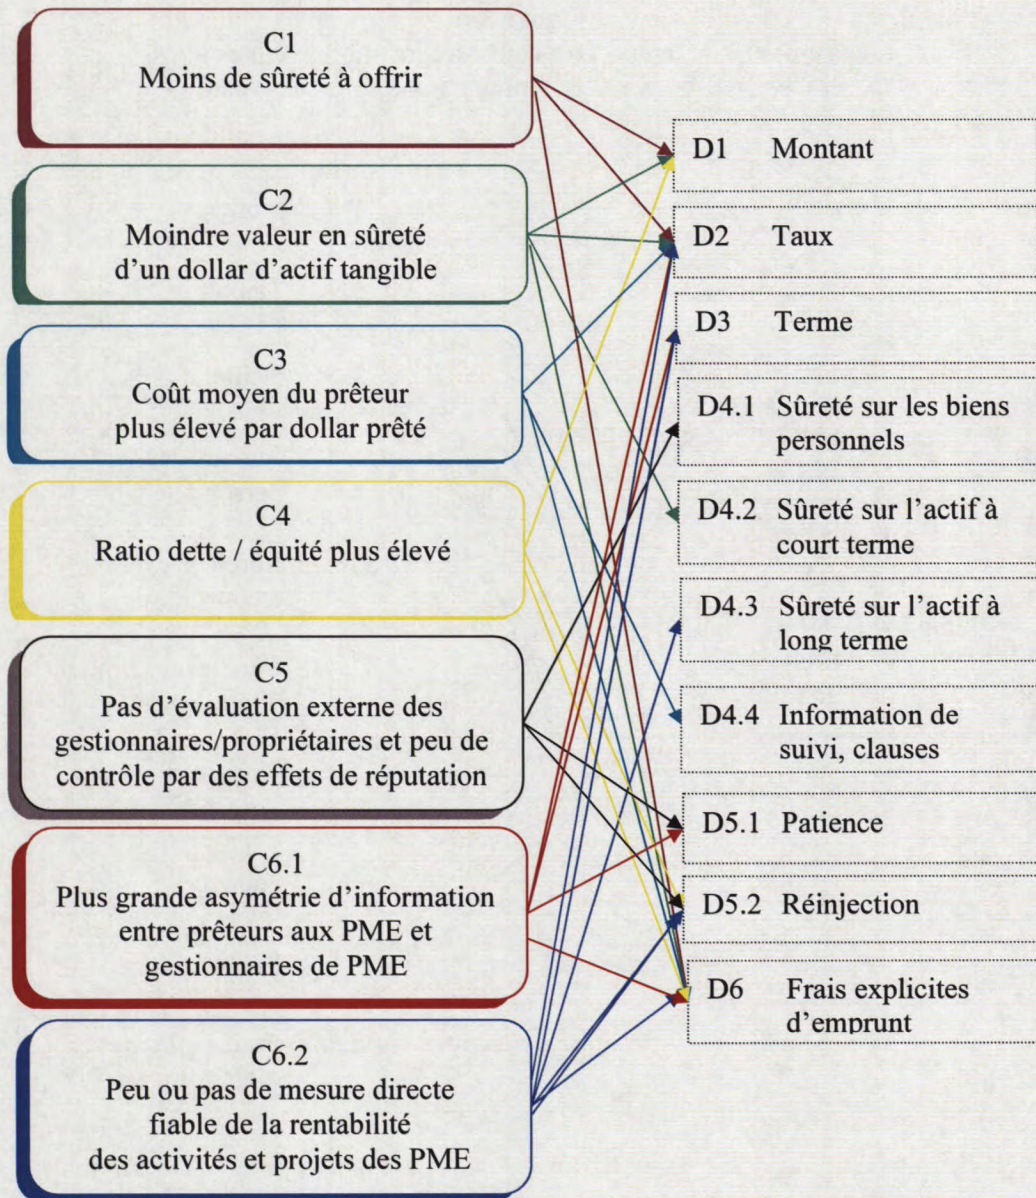 C1
Moins de sûreté à offrir
C2
Moindre valeur en sûreté
d'un dollar d'actif tangible
C3
Coût moyen du prêteur
plus élevé par dollar prêté
C4
Ratio dette / équité plus élevé
C5
Pas d'évaluation externe des
gestionnaires/propriétaires et peu de
contrôle par des effets de réputation
C6.1
Plus grande asymétrie d'information
entre prêteurs aux PME et
gestionnaires de PME
C6.2
Peu ou pas de mesure directe
fiable de la rentabilité
des activités et projets des PME
D1 Montant
D2 Taux
D3 Terme
D4.1 Sûreté sur les biens
personnels
D4.2 Sûreté sur l'actif à
court terme
D4.3 Sûreté sur l'actif à
long terme
D4.4 Information de
suivi, clauses
D5.1 Patience
D5.2 Réinjection
D6 Frais explicites
d'emprunt